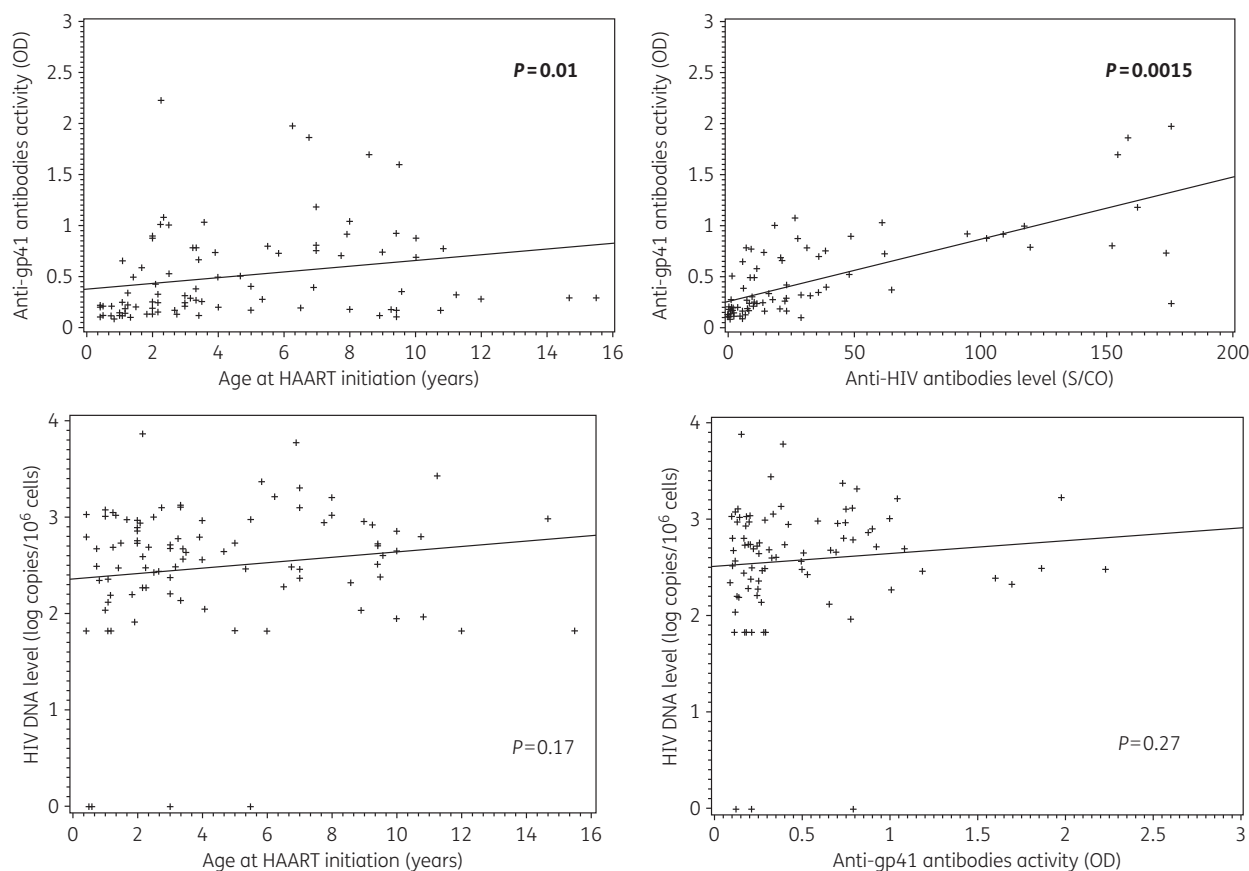 3
2.5
2
1.5
1
0.5
0
Anti-gp41 antibodies activity (OD)
P=0.01
0 2 4 6 8 10 12 14 16
Age at HAART initiation (years)
3
2.5
2
1.5
1
0.5
0
Anti-gp41 antibodies activity (OD)
P=0.0015
0 50 100 150 200
Anti-HIV antibodies level (S/CO)
4
3
2
1
0
HIV DNA level (log copies/10⁶ cells)
P=0.17
0 2 4 6 8 10 12 14 16
Age at HAART initiation (years)
4
3
2
1
0
HIV DNA level (log copies/10⁶ cells)
P=0.27
0 0.5 1 1.5 2 2.5 3
Anti-gp41 antibodies activity (OD)